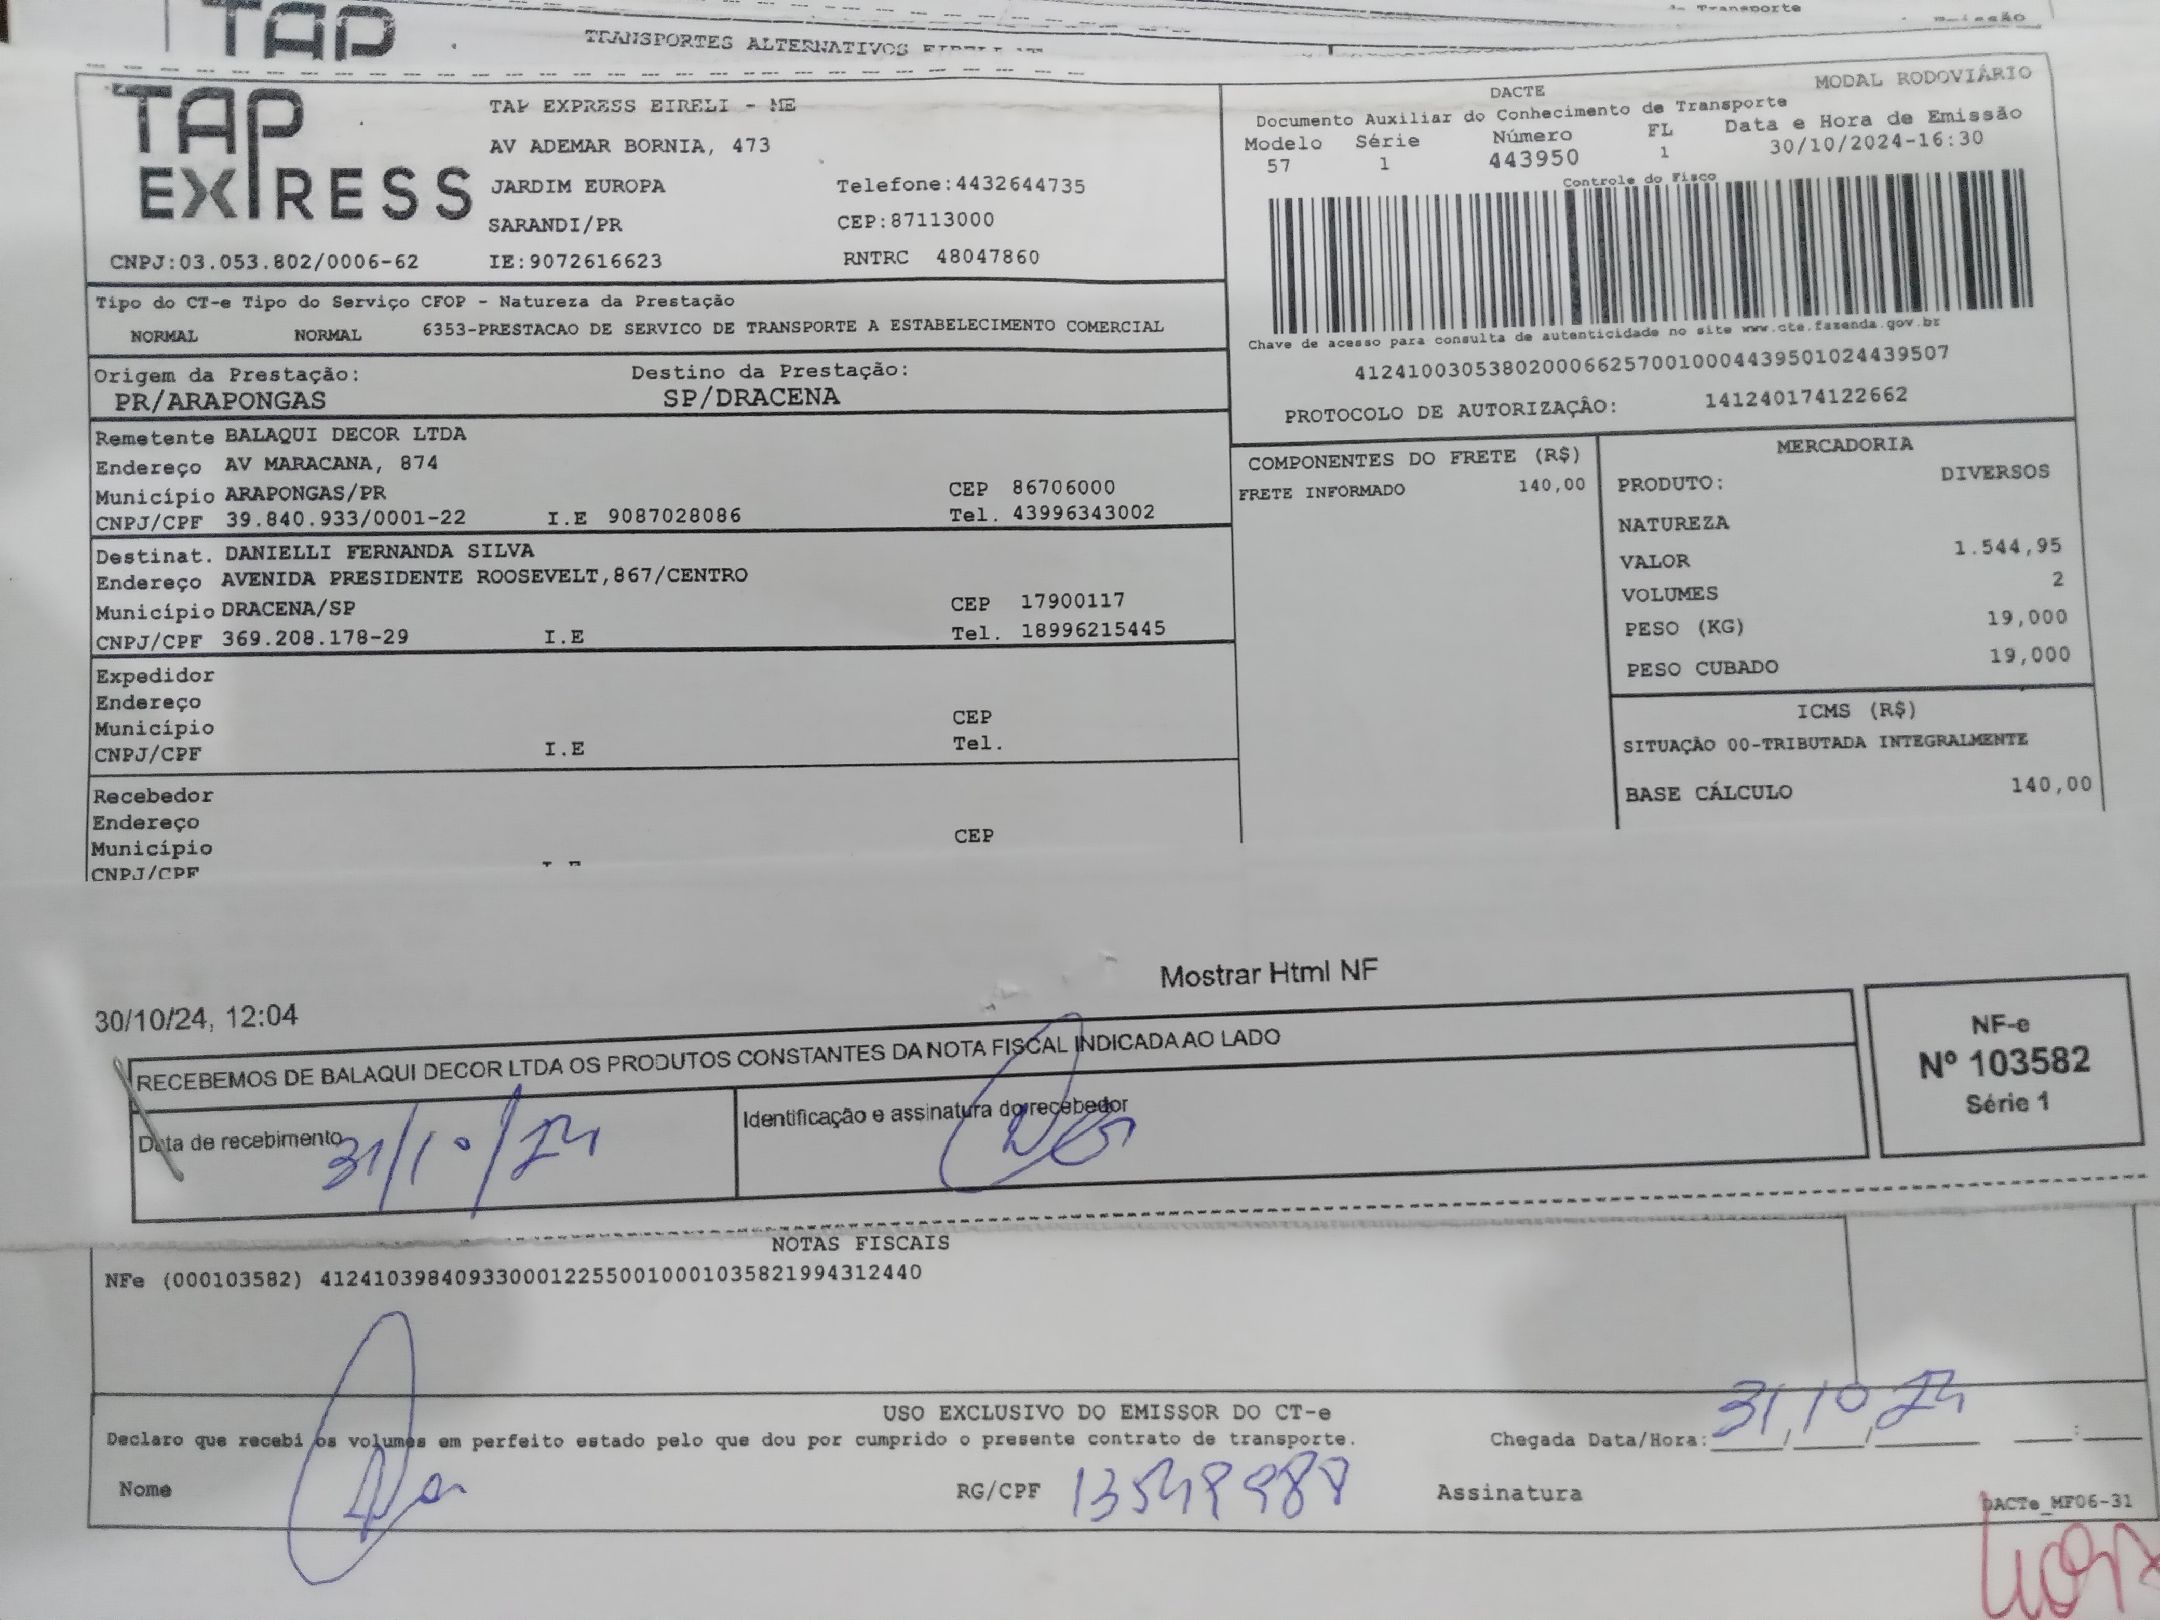 TAP
TRANSPORTES ALTERNATIVOS
de Transporte
Emissão
TAP
EXPRESS
TAP EXPRESS EIRELI - ME
AV ADEMAR BORNIA, 473
JARDIM EUROPA Telefone:4432644735
SARANDI/PR CEP:87113000
CNPJ:03.053.802/0006-62 IE:9072616623 RNTRC 48047860
DACTE MODAL RODOVIÁRIO
Documento Auxiliar do Conhecimento de Transporte
Modelo Série Número FL Data e Hora de Emissão
57 1 443950 1 30/10/2024-16:30
Controle do Fisco
Chave de acesso para consulta de autenticidade no site www.cte.fazenda.gov.br
41241003053802000662570010004439501024439507
PROTOCOLO DE AUTORIZAÇÃO: 141240174122662
Tipo do CT-e Tipo do Serviço CFOP - Natureza da Prestação
NORMAL NORMAL 6353-PRESTACAO DE SERVICO DE TRANSPORTE A ESTABELECIMENTO COMERCIAL
Origem da Prestação: Destino da Prestação:
PR/ARAPONGAS SP/DRACENA
Remetente BALAQUI DECOR LTDA
Endereço AV MARACANA, 874
Município ARAPONGAS/PR CEP 86706000
CNPJ/CPF 39.840.933/0001-22 I.E 9087028086 Tel. 43996343002
Destinat. DANIELLI FERNANDA SILVA
Endereço AVENIDA PRESIDENTE ROOSEVELT,867/CENTRO
Município DRACENA/SP CEP 17900117
CNPJ/CPF 369.208.178-29 I.E Tel. 18996215445
Expedidor
Endereço
Município CEP
CNPJ/CPF I.E Tel.
Recebedor
Endereço
Município CEP
CNPJ/CPF I.E
COMPONENTES DO FRETE (R$)
FRETE INFORMADO 140,00
MERCADORIA
PRODUTO: DIVERSOS
NATUREZA
VALOR 1.544,95
VOLUMES 2
PESO (KG) 19,000
PESO CUBADO 19,000
ICMS (R$)
SITUAÇÃO 00-TRIBUTADA INTEGRALMENTE
BASE CÁLCULO 140,00
30/10/24, 12:04 Mostrar Html NF
RECEBEMOS DE BALAQUI DECOR LTDA OS PRODUTOS CONSTANTES DA NOTA FISCAL INDICADA AO LADO
Data de recebimento 31/10/24
Identificação e assinatura do recebedor
NF-e
Nº 103582
Série 1
NOTAS FISCAIS
NFe (000103582) 41241039840933000122550010001035821994312440
USO EXCLUSIVO DO EMISSOR DO CT-e
Declaro que recebi os volumes em perfeito estado pelo que dou por cumprido o presente contrato de transporte. Chegada Data/Hora: 31/10/24 :
Nome RG/CPF Assinatura
DACTe_MF06-31